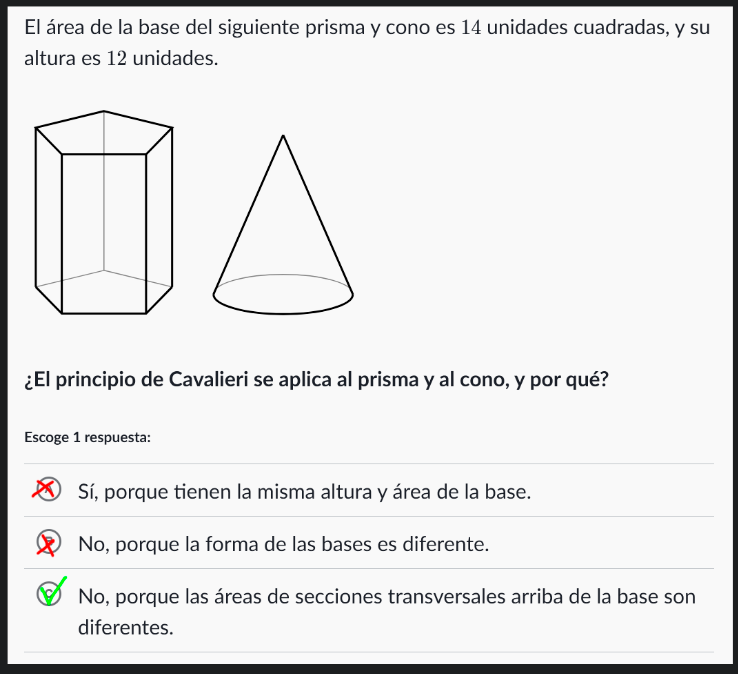 El área de la base del siguiente prisma y cono es 14 unidades cuadradas, y su
altura es 12 unidades.
¿El principio de Cavalieri se aplica al prisma y al cono, y por qué?
Escoge 1 respuesta:
Sí, porque tienen la misma altura y área de la base.
No, porque la forma de las bases es diferente.
C No, porque las áreas de secciones transversales arriba de la base son
diferentes.